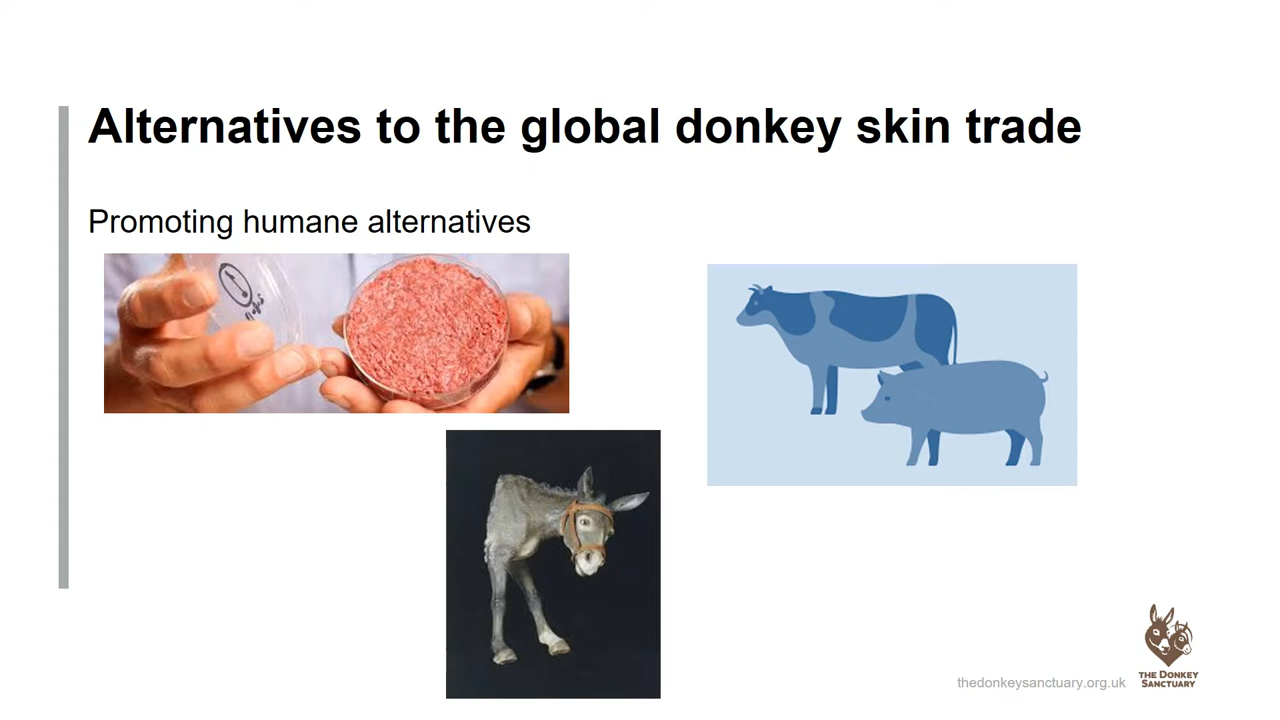 Alternatives to the global donkey skin trade
Promoting humane alternatives
thedonkeysanctuary.org.uk
THE DONKEY
SANCTUARY